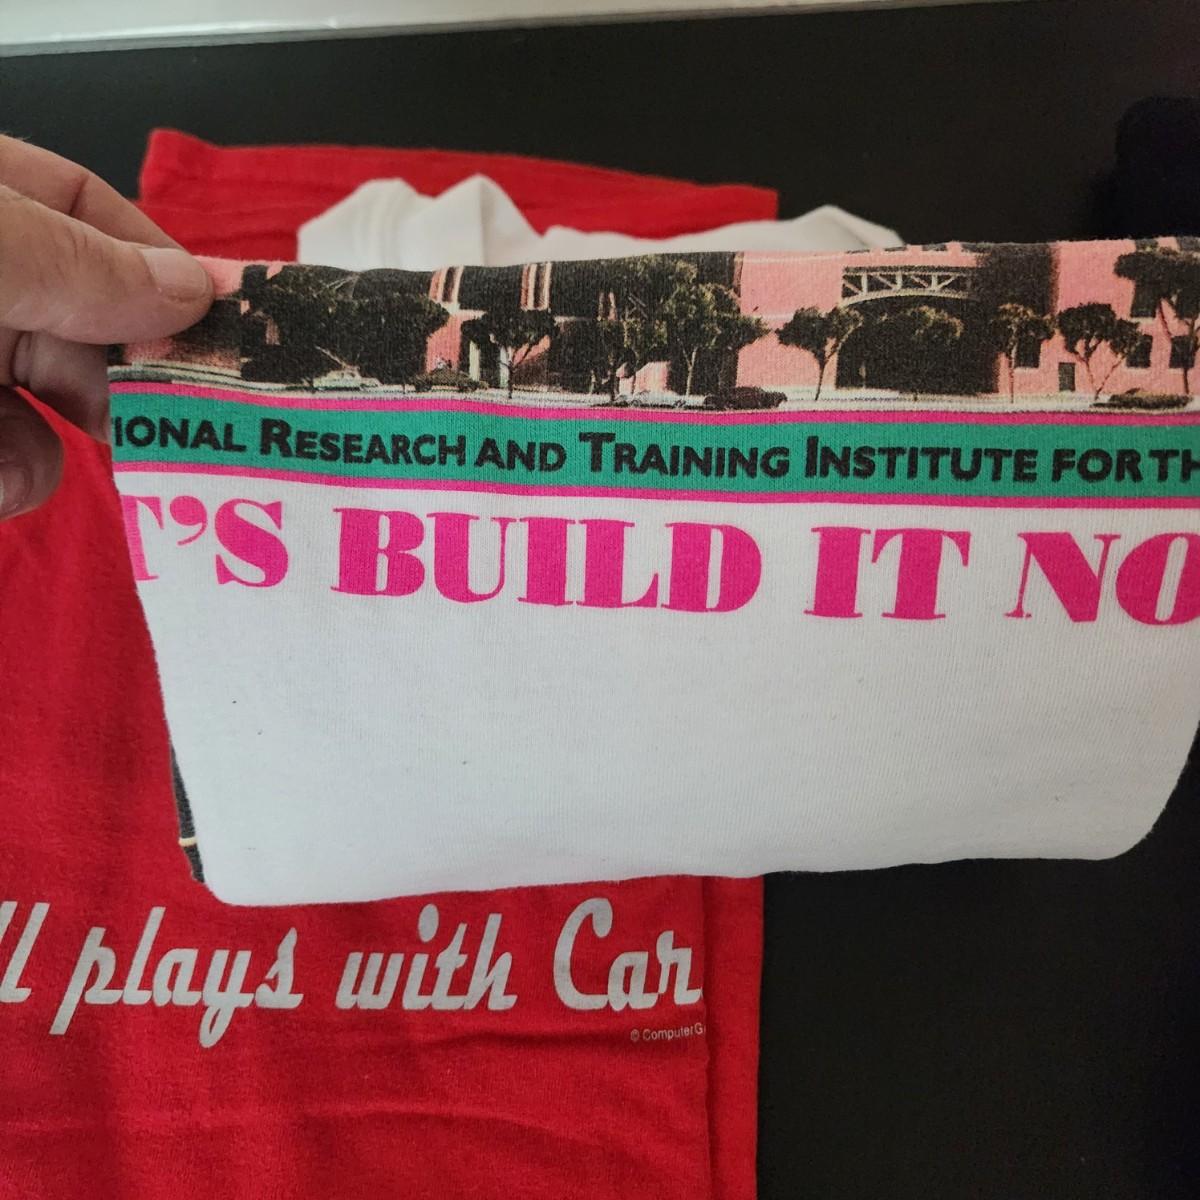 IONAL RESEARCH AND TRAINING INSTITUTE FOR TH
T'S BUILD IT NO
ll plays with Car
© ComputerG